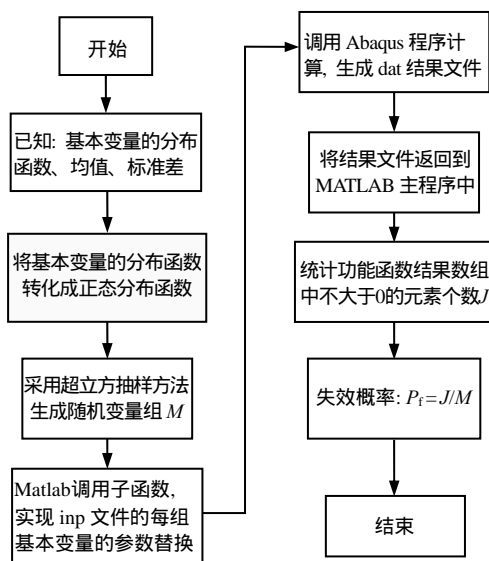 开始
已知: 基本变量的分布
函数、均值、标准差
将基本变量的分布函数
转化成正态分布函数
采用超立方抽样方法
生成随机变量组 M
Matlab调用子函数,
实现 inp 文件的每组
基本变量的参数替换
调用 Abaqus 程序计
算, 生成 dat 结果文件
将结果文件返回到
MATLAB 主程序中
统计功能函数结果数组
中不大于0的元素个数J
失效概率: Pf=J/M
结束